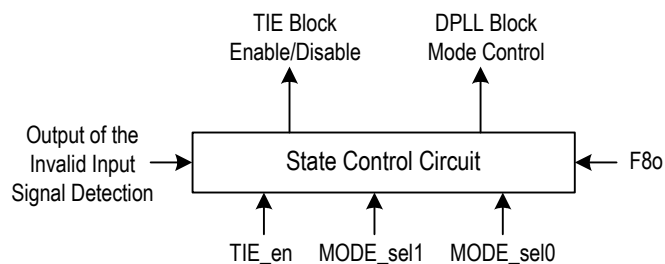 TIE Block
Enable/Disable
DPLL Block
Mode Control
Output of the
Invalid Input
Signal Detection
State Control Circuit
F8o
TIE_en
MODE_sel1
MODE_sel0